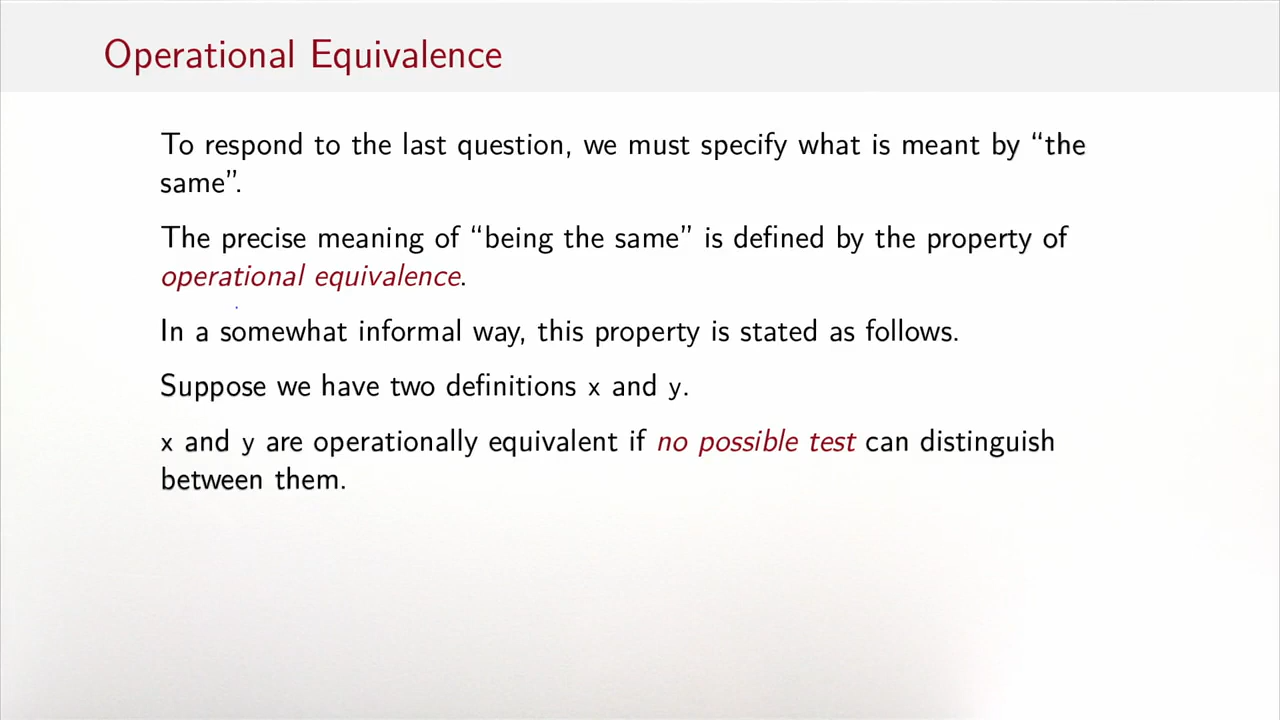 Operational Equivalence
To respond to the last question, we must specify what is meant by “the
same”.
The precise meaning of “being the same” is defined by the property of
operational equivalence.
In a somewhat informal way, this property is stated as follows.
Suppose we have two definitions x and y.
x and y are operationally equivalent if no possible test can distinguish
between them.